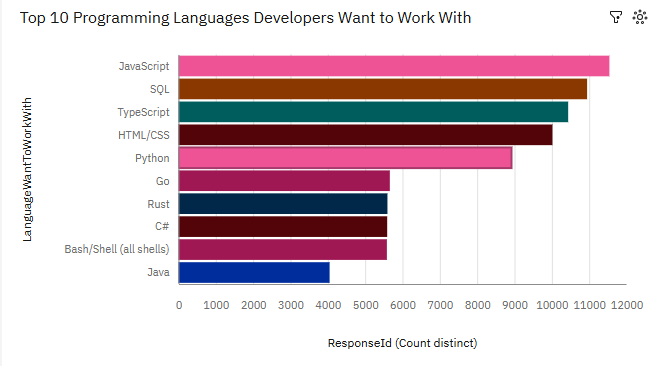 Top 10 Programming Languages Developers Want to Work With
LanguageWantToWorkWith
JavaScript
SQL
TypeScript
HTML/CSS
Python
Go
Rust
C#
Bash/Shell (all shells)
Java
0 1000 2000 3000 4000 5000 6000 7000 8000 9000 10000 11000 12000
ResponseId (Count distinct)